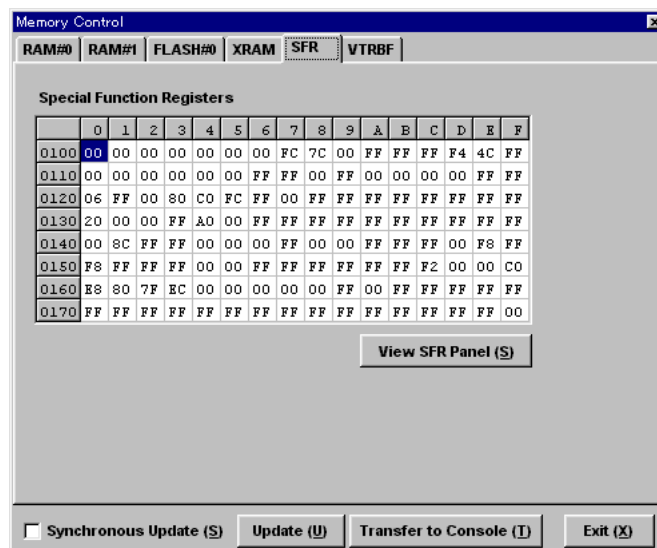 Memory Control
RAM#0 RAM#1 FLASH#0 XRAM SFR VTRBF
Special Function Registers
0 1 2 3 4 5 6 7 8 9 A B C D E F
0100 00 00 00 00 00 00 00 FC 7C 00 FF FF FF F4 4C FF
0110 00 00 00 00 00 00 FF FF 00 FF 00 00 00 00 FF FF
0120 06 FF 00 80 C0 FC FF 00 FF FF FF FF FF FF FF FF
0130 20 00 00 FF A0 00 FF FF FF FF FF FF FF FF FF FF
0140 00 8C FF FF 00 00 00 FF 00 00 FF FF FF 00 F8 FF
0150 F8 FF FF FF 00 00 FF FF FF FF FF FF F2 00 00 C0
0160 E8 80 7F EC 00 00 00 00 00 FF 00 FF FF FF FF FF
0170 FF FF FF FF FF FF FF FF FF FF FF FF FF FF FF 00
View SFR Panel (S)
Synchronous Update (S) Update (U) Transfer to Console (T) Exit (X)